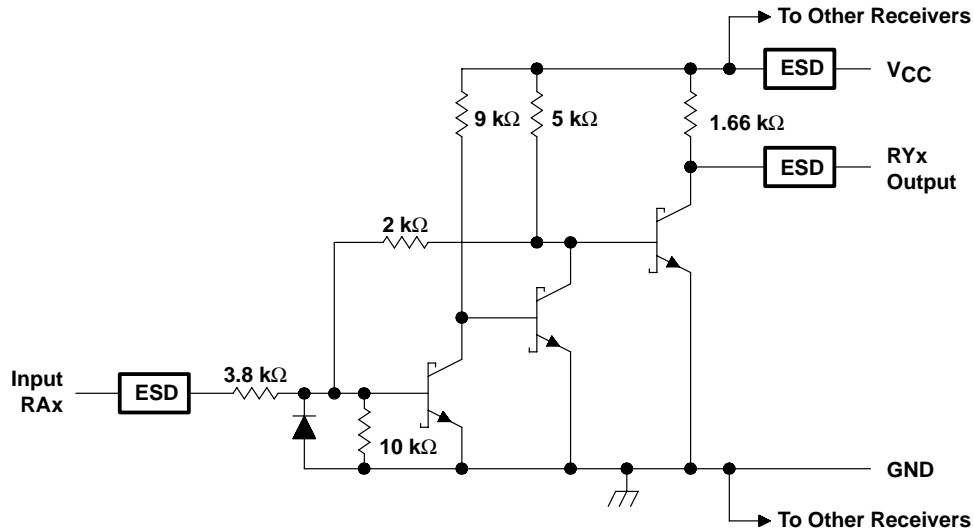 To Other Receivers
ESD
VCC
9 kΩ
5 kΩ
1.66 kΩ
ESD
RYx
Output
2 kΩ
Input
RAx
ESD
3.8 kΩ
10 kΩ
GND
To Other Receivers